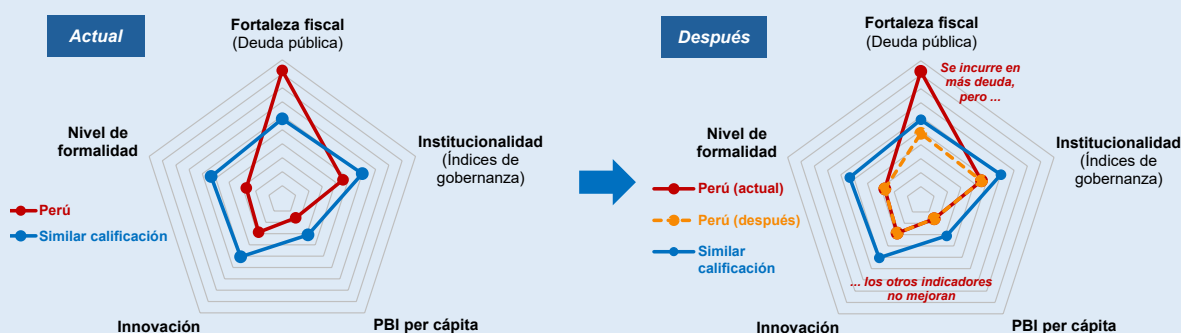 Actual
Fortaleza fiscal
(Deuda pública)
Nivel de
formalidad
Institucionalidad
(Índices de
gobernanza)
Perú
Similar calificación
Innovación
PBI per cápita
Después
Fortaleza fiscal
(Deuda pública)
Se incurre en
más deuda,
pero ...
Nivel de
formalidad
Institucionalidad
(Índices de
gobernanza)
Perú (actual)
Perú (después)
Similar
calificación
... los otros indicadores
no mejoran
Innovación
PBI per cápita